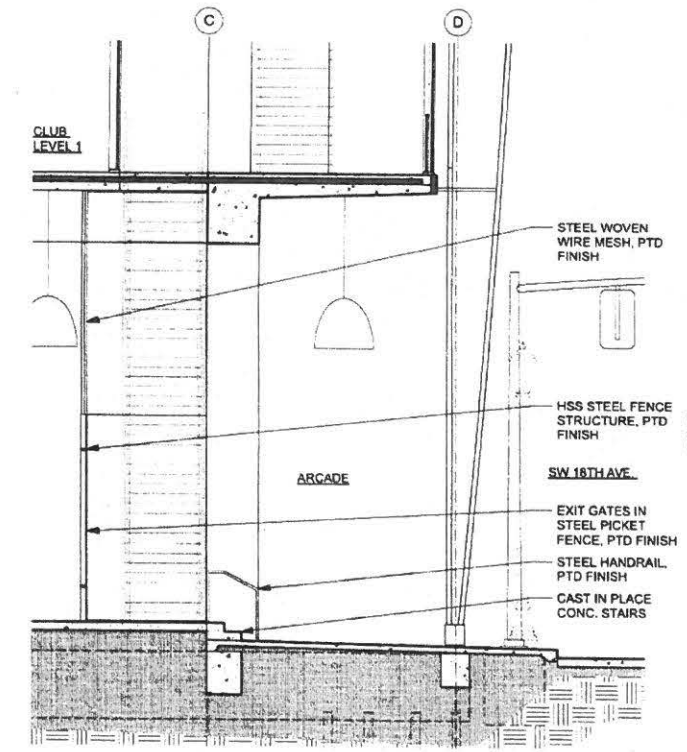 C
D
CLUB
LEVEL 1
STEEL WOVEN
WIRE MESH, PTD
FINISH
HSS STEEL FENCE
STRUCTURE, PTD
FINISH
ARCADE
SW 18TH AVE.
EXIT GATES IN
STEEL PICKET
FENCE, PTD FINISH
STEEL HANDRAIL,
PTD FINISH
CAST IN PLACE
CONC. STAIRS